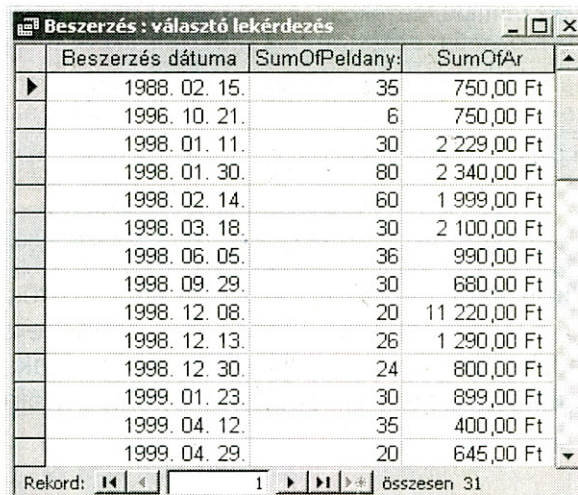 Beszerzés : választó lekérdezés
Beszerzés dátuma SumOfPeldany: SumOfAr
1988. 02. 15. 35 750,00 Ft
1996. 10. 21. 6 750,00 Ft
1998. 01. 11. 30 2 229,00 Ft
1998. 01. 30. 80 2 340,00 Ft
1998. 02. 14. 60 1 999,00 Ft
1998. 03. 18. 30 2 100,00 Ft
1998. 06. 05. 36 990,00 Ft
1998. 09. 29. 30 680,00 Ft
1998. 12. 08. 20 11 220,00 Ft
1998. 12. 13. 26 1 290,00 Ft
1998. 12. 30. 24 800,00 Ft
1999. 01. 23. 30 899,00 Ft
1999. 04. 12. 35 400,00 Ft
1999. 04. 29. 20 645,00 Ft
Rekord: 1 összesen 31